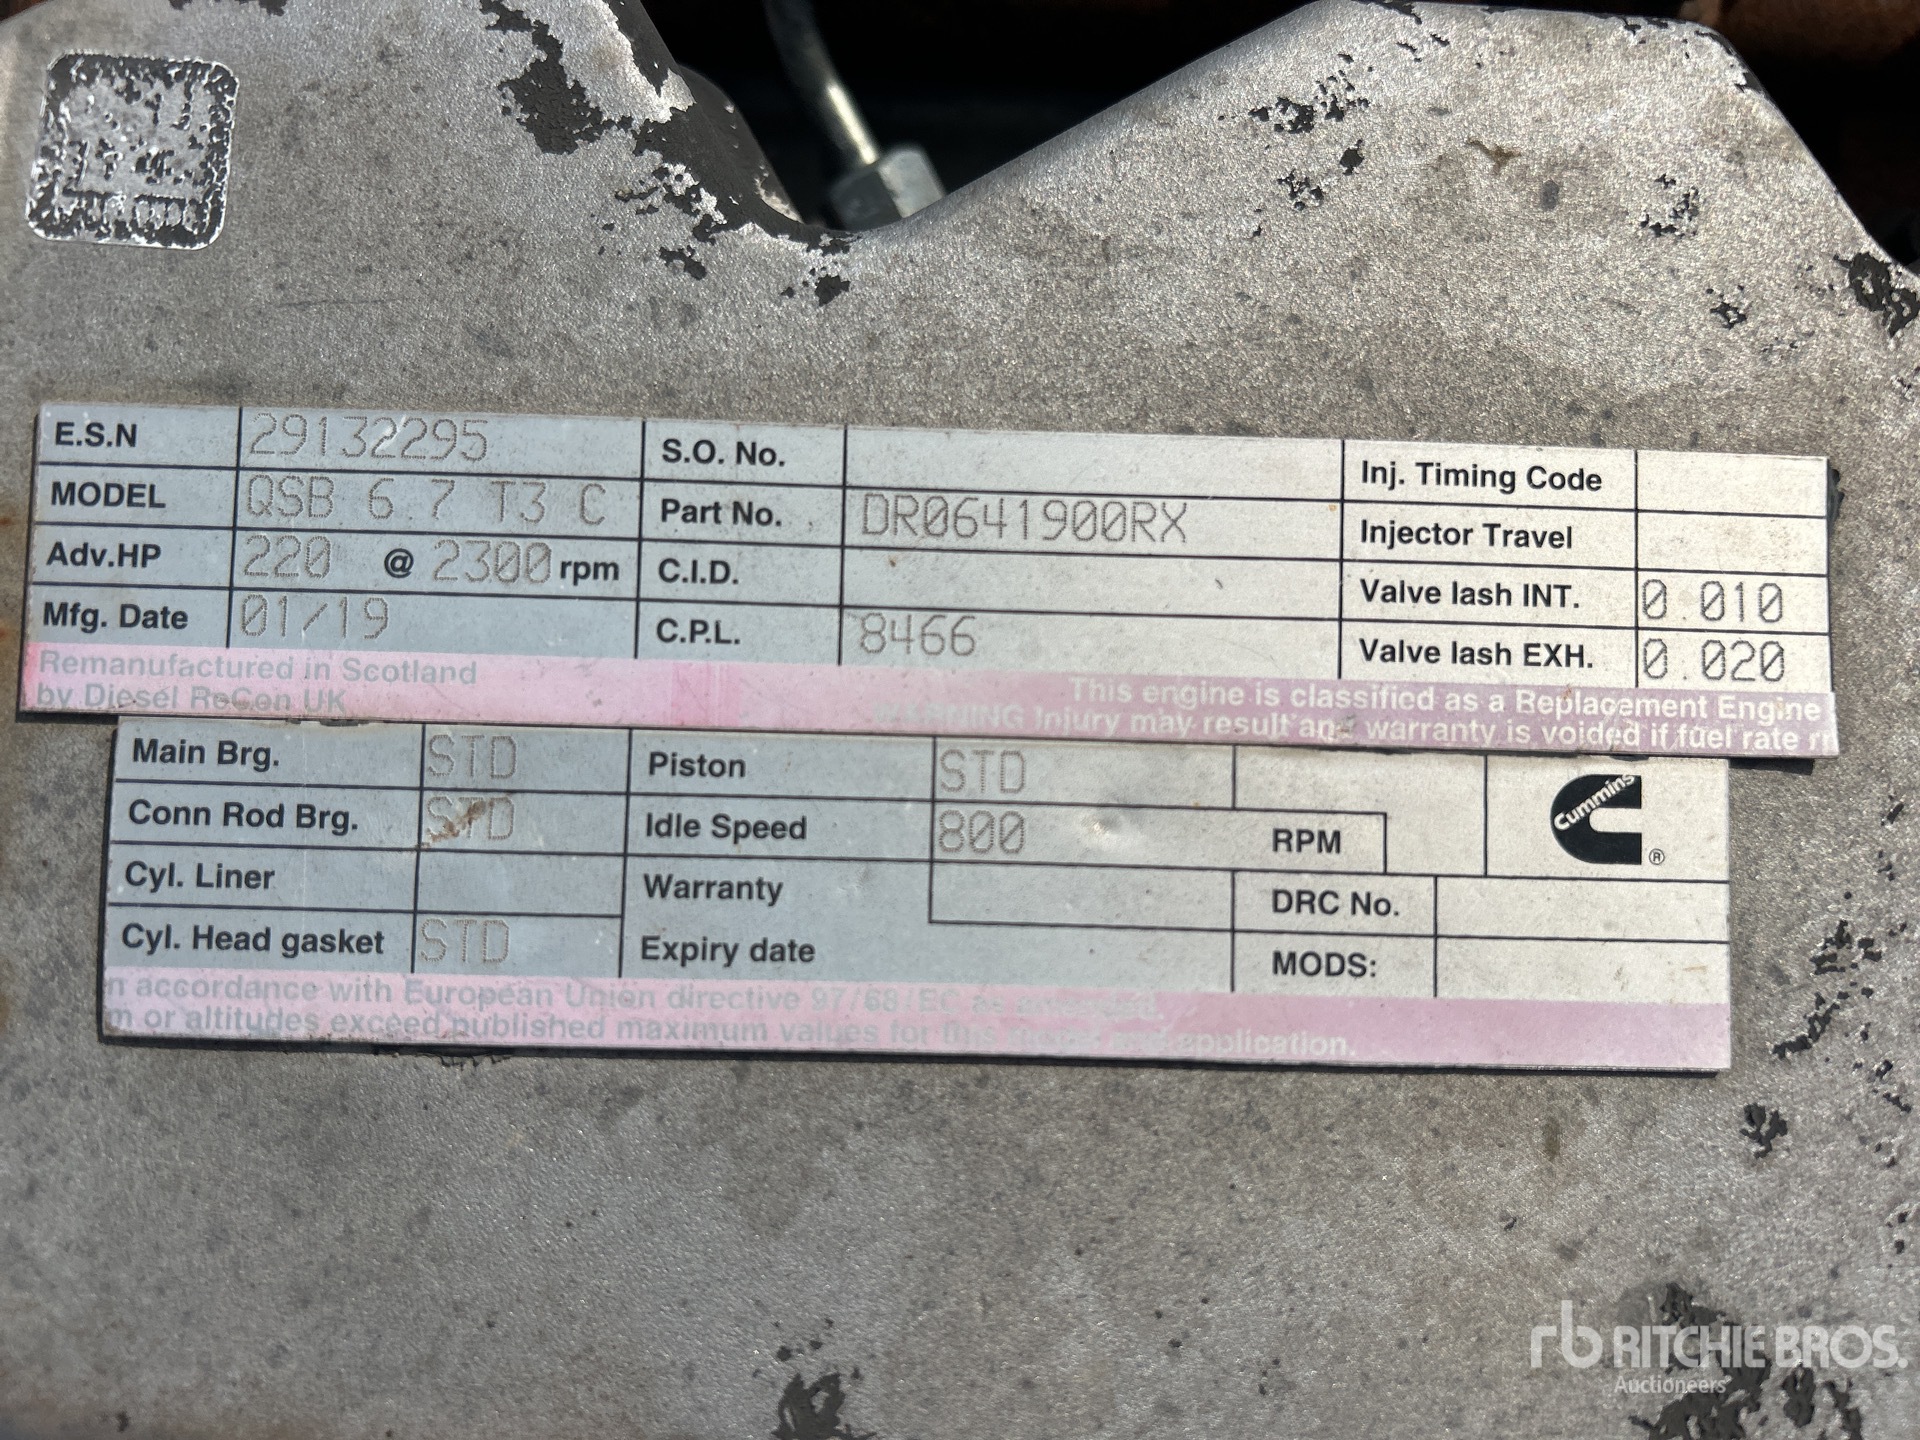 E.S.N 29132295 S.O. No. Inj. Timing Code
MODEL QSB 6.7 T3 C Part No. DR0641900RX Injector Travel
Adv.HP 220 @ 2300 rpm C.I.D. Valve lash INT. 0.010
Mfg. Date 01/19 C.P.L. 8466 Valve lash EXH. 0.020
Remanufactured in Scotland
by Diesel ReCon UK
This engine is classified as a Replacement Engine
WARNING Injury may result and warranty is voided if fuel rate
Main Brg. STD Piston STD
Conn Rod Brg. STD Idle Speed 800 RPM
Cyl. Liner Warranty DRC No.
Cyl. Head gasket STD Expiry date MODS:
Cummins ®
n accordance with European Union directive 97/68/EC as amended.
m or altitudes exceed published maximum values for this model and application.
rb RITCHIE BROS.
Auctioneers